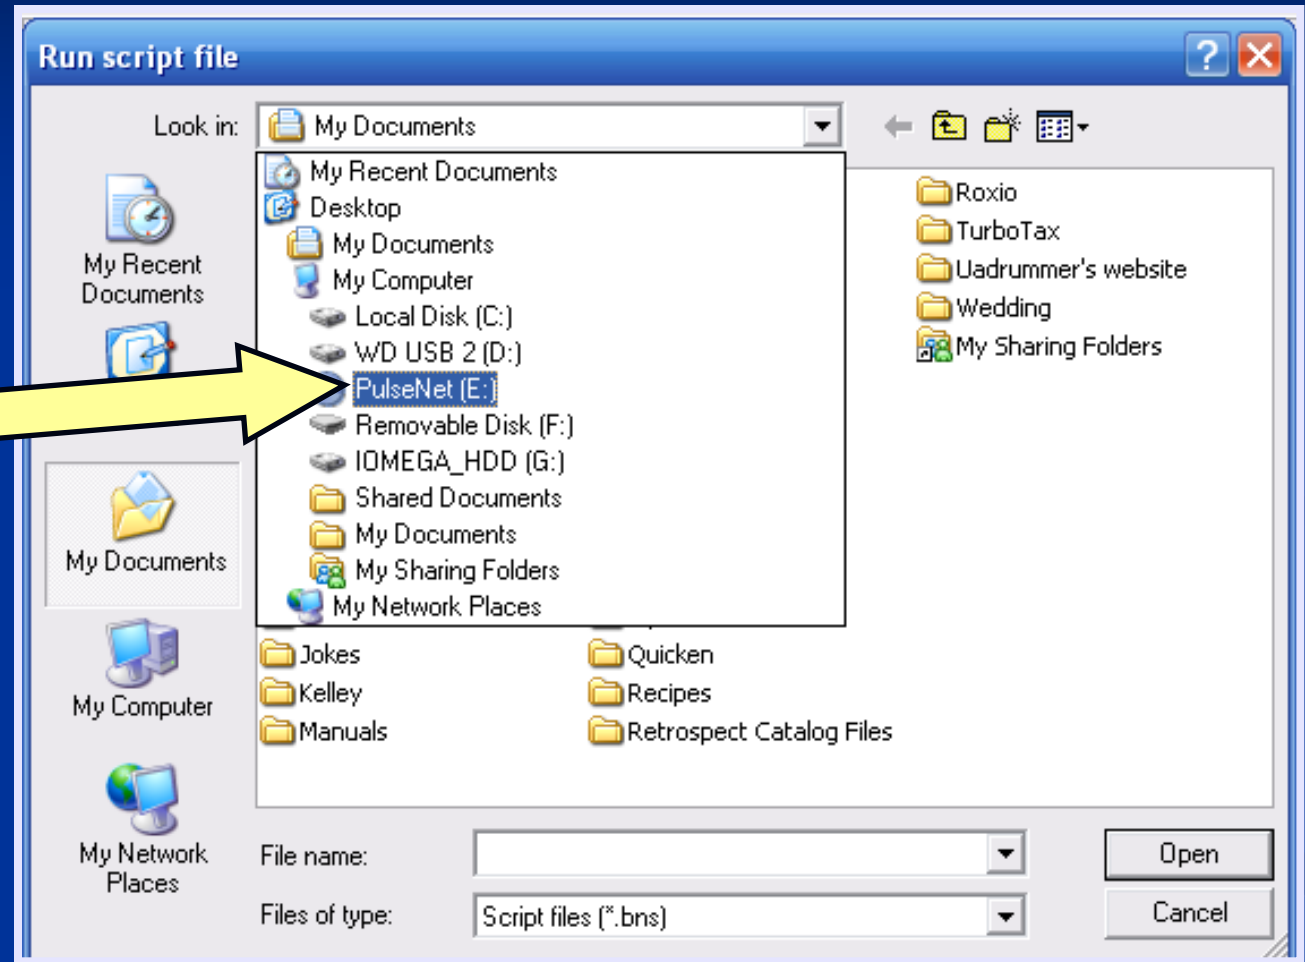 Run script file
Look in:
My Documents
My Recent Documents
Desktop
My Documents
My Computer
Local Disk (C:)
WD USB 2 (D:)
PulseNet (E:)
Removable Disk (F:)
IOMEGA_HDD (G:)
Shared Documents
My Documents
My Sharing Folders
My Network Places
Roxio
TurboTax
Uadrummer's website
Wedding
My Sharing Folders
My Recent
Documents
My Documents
My Computer
My Network
Places
Jokes
Kelley
Manuals
Quicken
Recipes
Retrospect Catalog Files
File name:
Open
Files of type:
Script files (*.bns)
Cancel